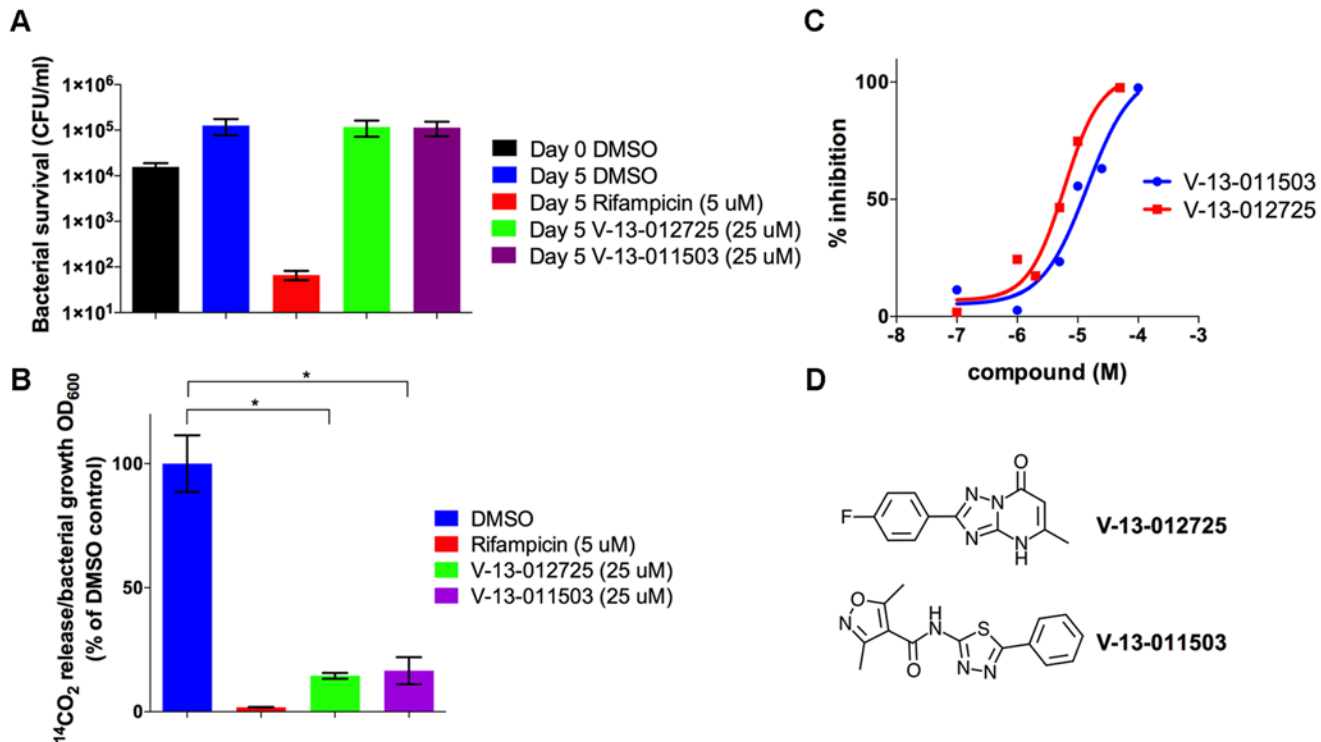 A
Bacterial survival (CFU/ml)
1×10⁶
1×10⁵
1×10⁴
1×10³
1×10²
1×10¹
Day 0 DMSO
Day 5 DMSO
Day 5 Rifampicin (5 uM)
Day 5 V-13-012725 (25 uM)
Day 5 V-13-011503 (25 uM)
B
¹⁴CO₂ release/bacterial growth OD₆₀₀
(% of DMSO control)
100
50
0
*
*
DMSO
Rifampicin (5 uM)
V-13-012725 (25 uM)
V-13-011503 (25 uM)
C
% inhibition
100
50
0
-8 -7 -6 -5 -4 -3
compound (M)
V-13-011503
V-13-012725
D
O
N N
F
N N
H
V-13-012725
O
N
H
N S
O
N N
V-13-011503